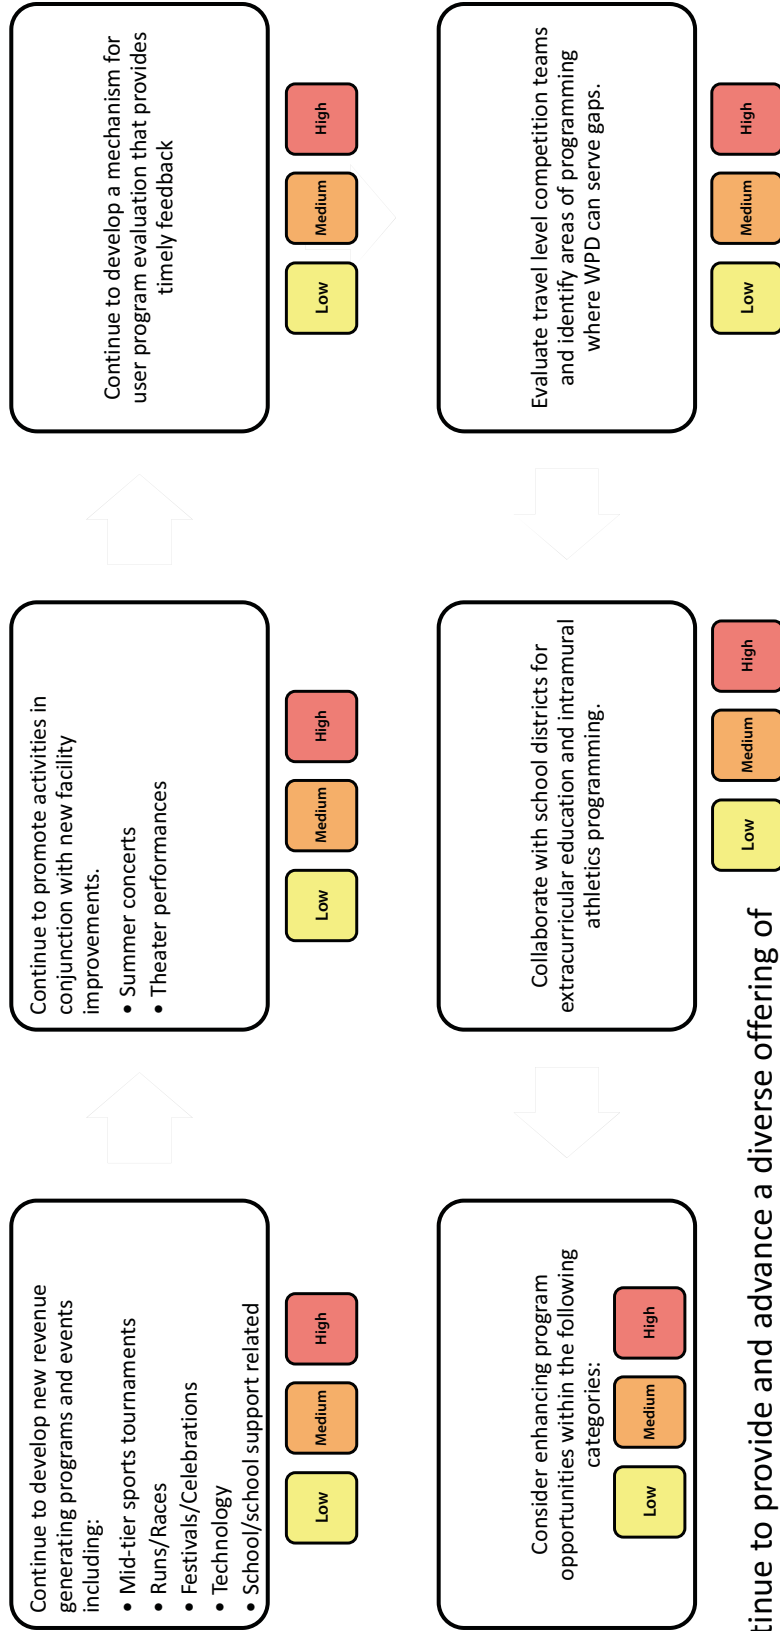 Continue to develop new revenue
generating programs and events
including:
• Mid-tier sports tournaments
• Runs/Races
• Festivals/Celebrations
• Technology
• School/school support related
Low
Medium
High
Continue to promote activities in
conjunction with new facility
improvements.
• Summer concerts
• Theater performances
Low
Medium
High
Continue to develop a mechanism for
user program evaluation that provides
timely feedback
Low
Medium
High
Evaluate travel level competition teams
and identify areas of programming
where WPD can serve gaps.
Low
Medium
High
Collaborate with school districts for
extracurricular education and intramural
athletics programming.
Low
Medium
High
Consider enhancing program
opportunities within the following
categories:
Low
Medium
High
tinue to provide and advance a diverse offering of